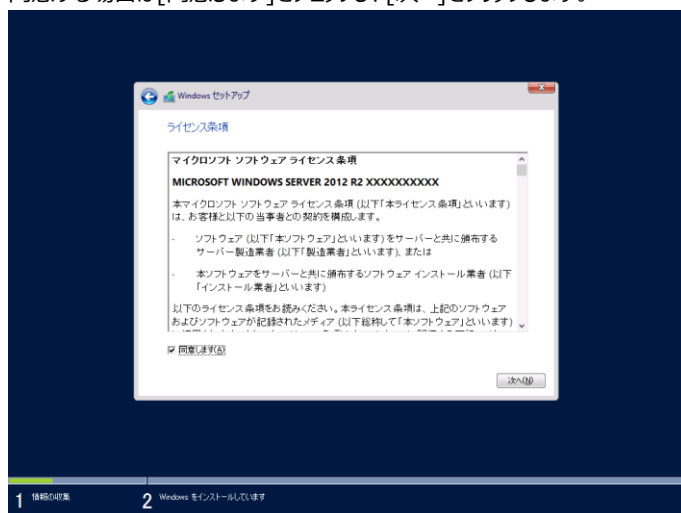 同意する場合は[同意します]をチェックし、[次へ]をクリックします。
Windows セットアップ
ライセンス条項
マイクロソフト ソフトウェア ライセンス条項
MICROSOFT WINDOWS SERVER 2012 R2 XXXXXXXXXX
本マイクロソフト ソフトウェア ライセンス条項 (以下「本ライセンス条項」といいます)
は、お客様と以下の当事者との契約を構成します。
- ソフトウェア (以下「本ソフトウェア」といいます) をサーバーと共に頒布する
サーバー製造業者 (以下「製造業者」といいます)、または
- 本ソフトウェアをサーバーと共に頒布するソフトウェア インストール業者 (以下
「インストール業者」といいます)
以下のライセンス条項をお読みください。本ライセンス条項は、上記のソフトウェア
およびソフトウェアが記録されたメディア (以下総称して「本ソフトウェア」といいます)
同意します(A)
次へ(N)
1 情報の収集
2 Windows をインストールしています